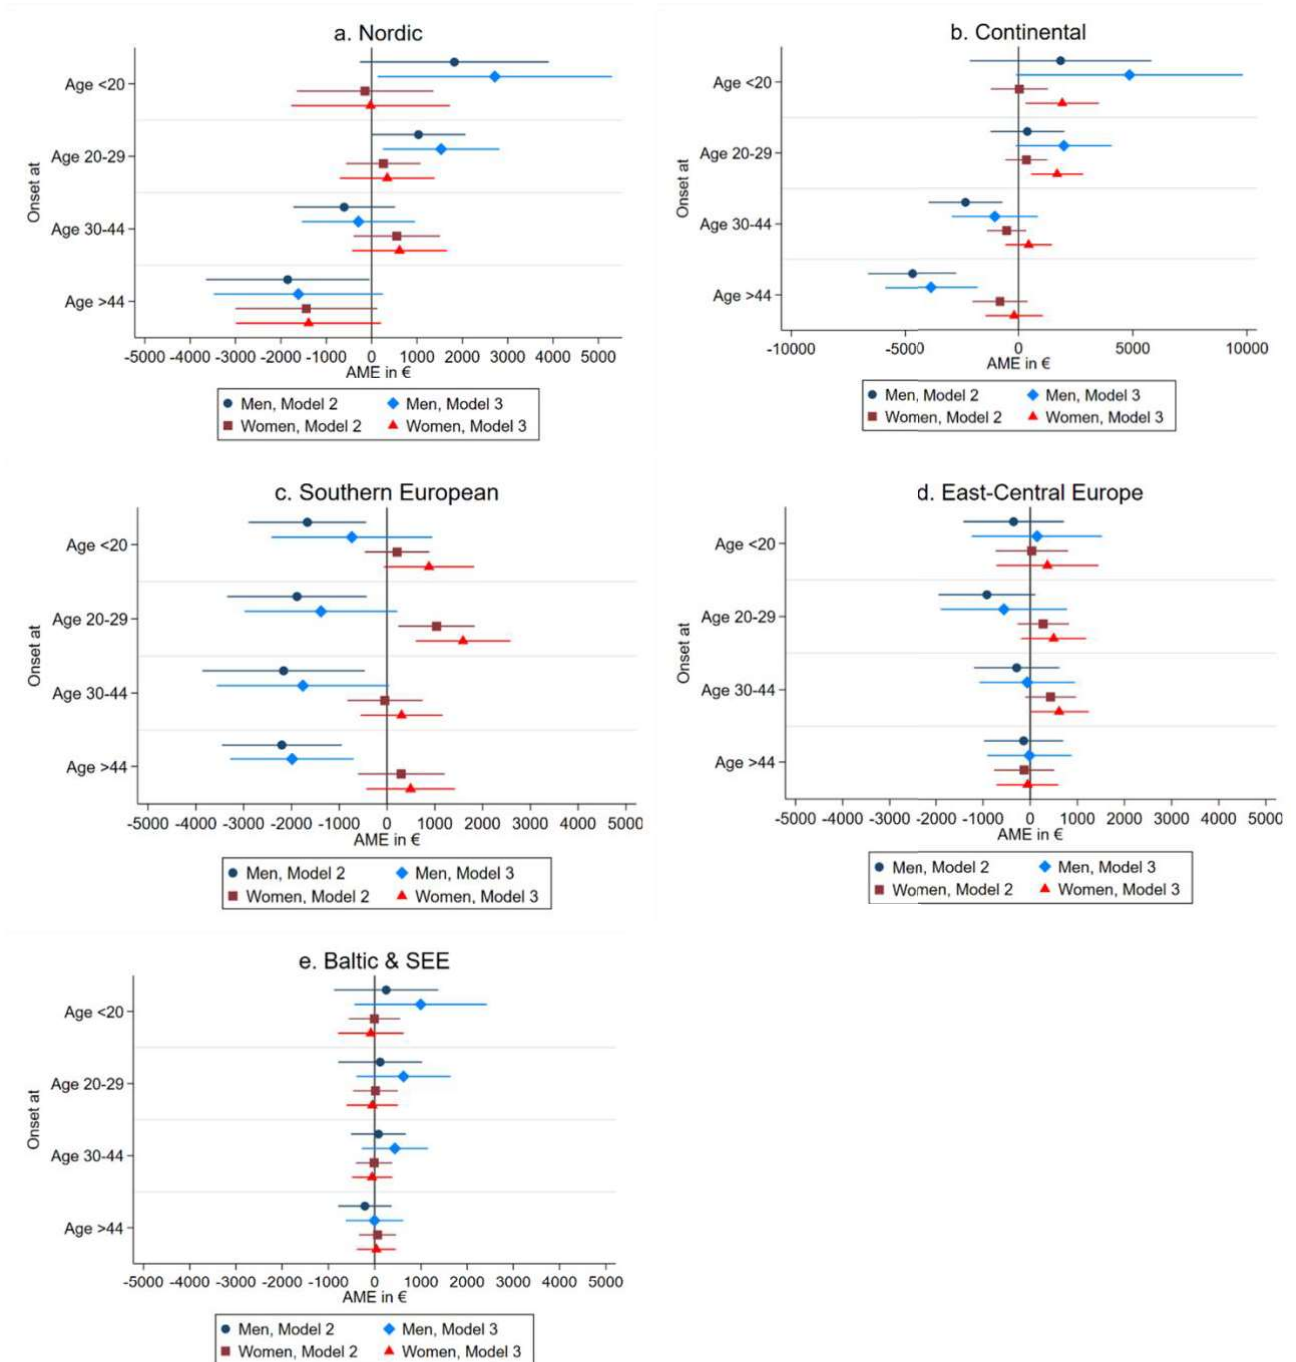 a. Nordic
Onset at
Age <20
Age 20-29
Age 30-44
Age >44
-5000 -4000 -3000 -2000 -1000 0 1000 2000 3000 4000 5000
AME in €
Men, Model 2 Men, Model 3
Women, Model 2 Women, Model 3
b. Continental
Onset at
Age <20
Age 20-29
Age 30-44
Age >44
-10000 -5000 0 5000 10000
AME in €
Men, Model 2 Men, Model 3
Women, Model 2 Women, Model 3
c. Southern European
Onset at
Age <20
Age 20-29
Age 30-44
Age >44
-5000 -4000 -3000 -2000 -1000 0 1000 2000 3000 4000 5000
AME in €
Men, Model 2 Men, Model 3
Women, Model 2 Women, Model 3
d. East-Central Europe
Onset at
Age <20
Age 20-29
Age 30-44
Age >44
-5000 -4000 -3000 -2000 -1000 0 1000 2000 3000 4000 5000
AME in €
Men, Model 2 Men, Model 3
Women, Model 2 Women, Model 3
e. Baltic & SEE
Onset at
Age <20
Age 20-29
Age 30-44
Age >44
-5000 -4000 -3000 -2000 -1000 0 1000 2000 3000 4000 5000
AME in €
Men, Model 2 Men, Model 3
Women, Model 2 Women, Model 3